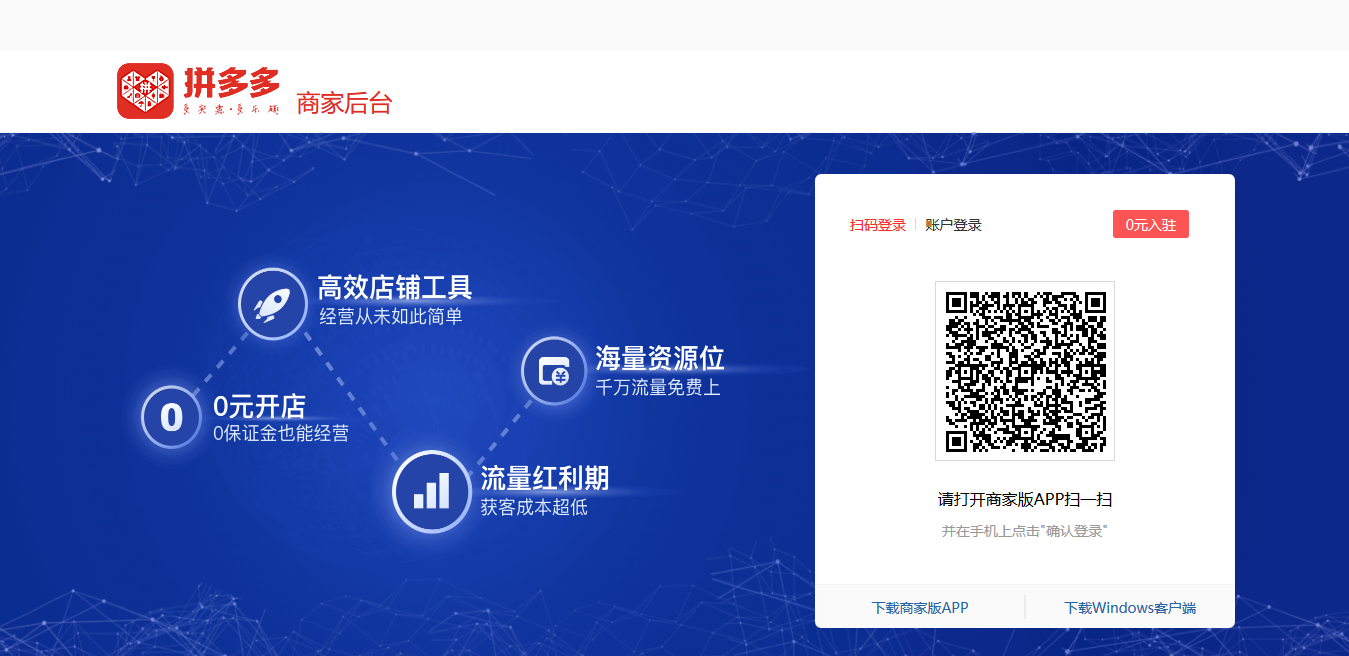 拼
拼多多
多实惠·多乐趣
商家后台
扫码登录
账户登录
0元入驻
高效店铺工具
经营从未如此简单
海量资源位
千万流量免费上
0
0元开店
0保证金也能经营
流量红利期
获客成本超低
请打开商家版APP扫一扫
并在手机上点击"确认登录"
下载商家版APP
下载Windows客户端